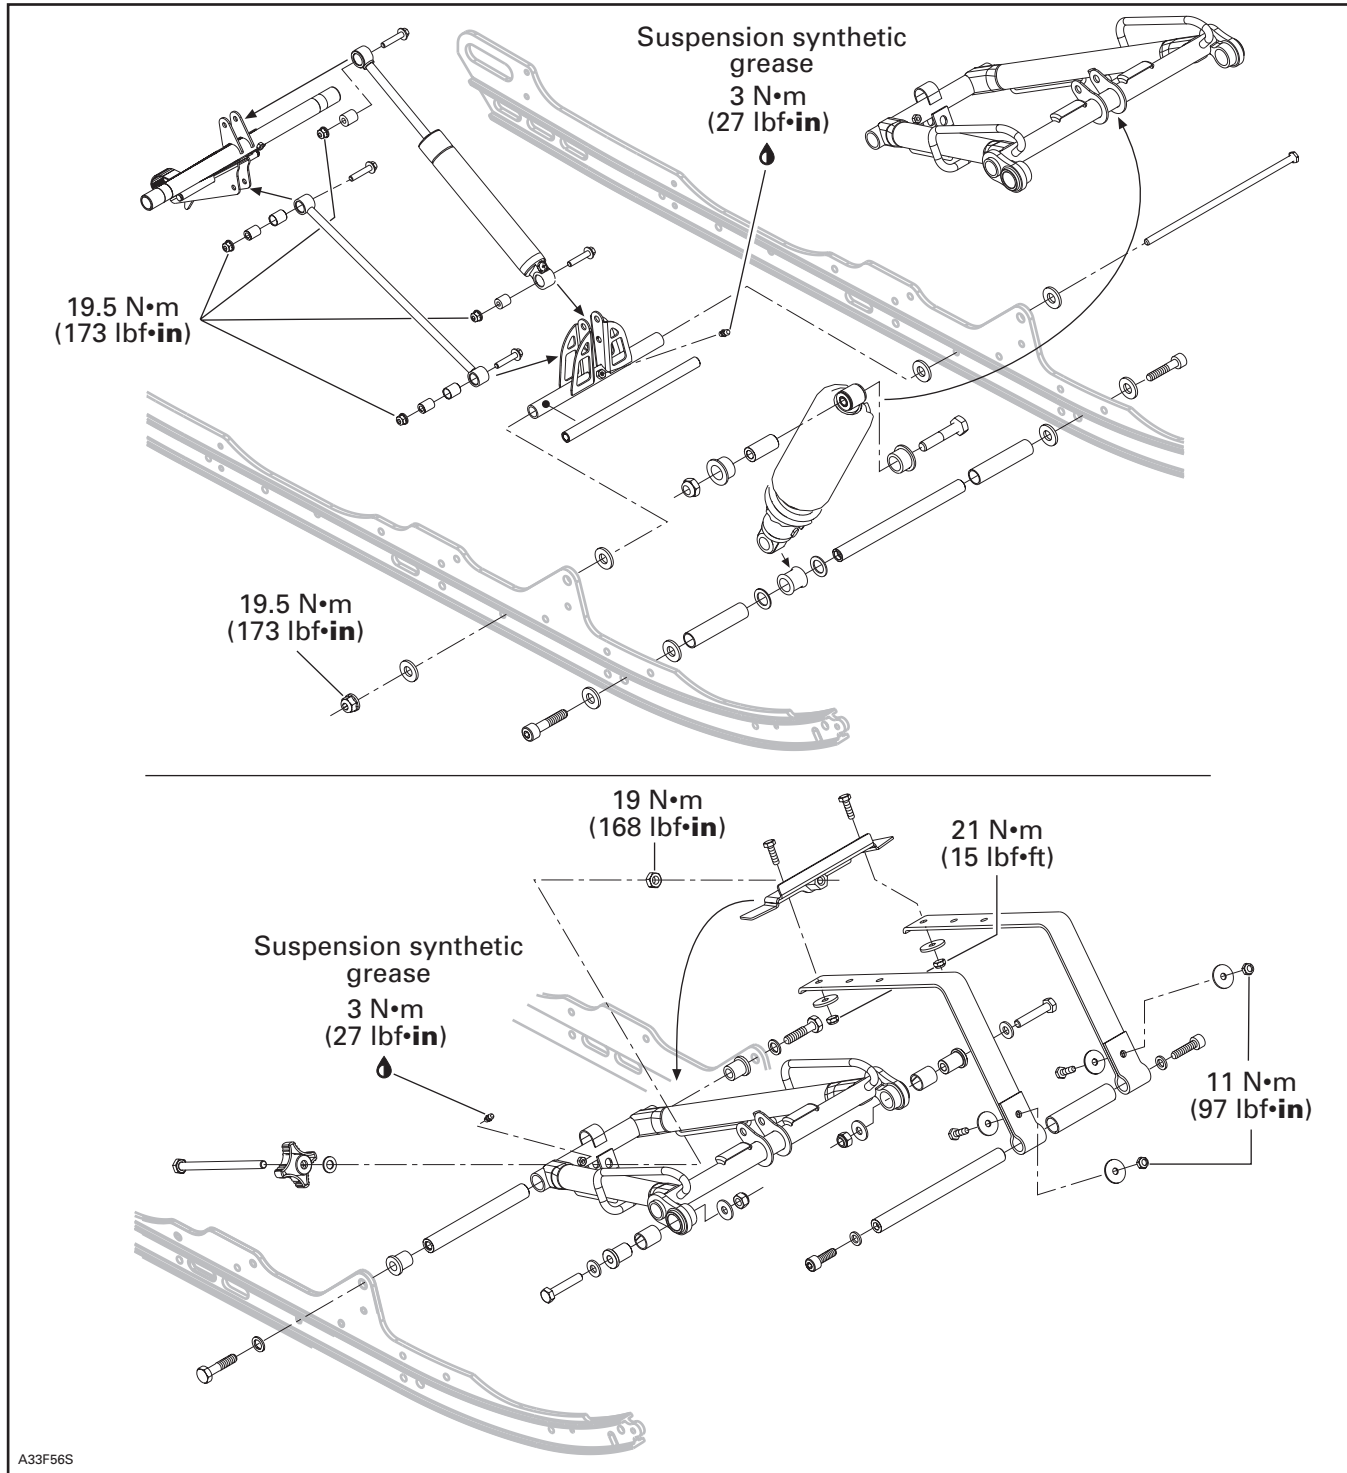 Suspension synthetic
grease
3 N•m
(27 lbf•in)
19.5 N•m
(173 lbf•in)
19.5 N•m
(173 lbf•in)
19 N•m
(168 lbf•in)
21 N•m
(15 lbf•ft)
Suspension synthetic
grease
3 N•m
(27 lbf•in)
11 N•m
(97 lbf•in)
A33F56S